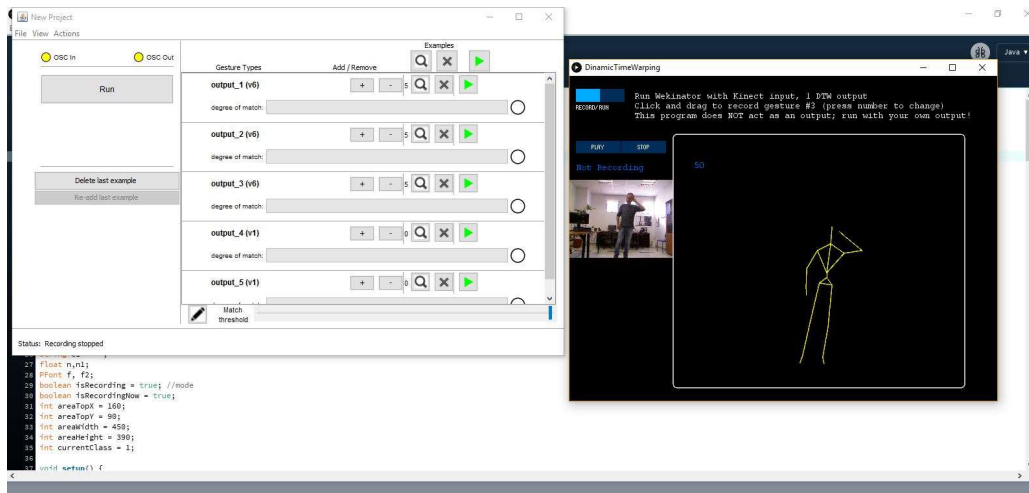 New Project
File View Actions
OSC In
OSC Out
Run
Delete last example
Re-add last example
Examples
Gesture Types
Add / Remove
output_1 (v6)
+ - 5
degree of match:
output_2 (v6)
+ - 5
degree of match:
output_3 (v6)
+ - 5
degree of match:
output_4 (v1)
+ - 0
degree of match:
output_5 (v1)
+ - 0
Match
threshold
Status: Recording stopped
Java
DinamicTimeWarping
RECORD/RUN
Run Wekinator with Kinect input, 1 DTW output
Click and drag to record gesture #3 (press number to change)
This program does NOT act as an output; run with your own output!
PLAY STOP
Not Recording
50
27 float n,n1;
28 PFont f, f2;
29 boolean isRecording = true; //mode
30 boolean isRecordingNow = true;
31 int areaTopX = 160;
32 int areaTopY = 90;
33 int areaWidth = 450;
34 int areaHeight = 390;
35 int currentClass = 1;
36
37 void setup() {